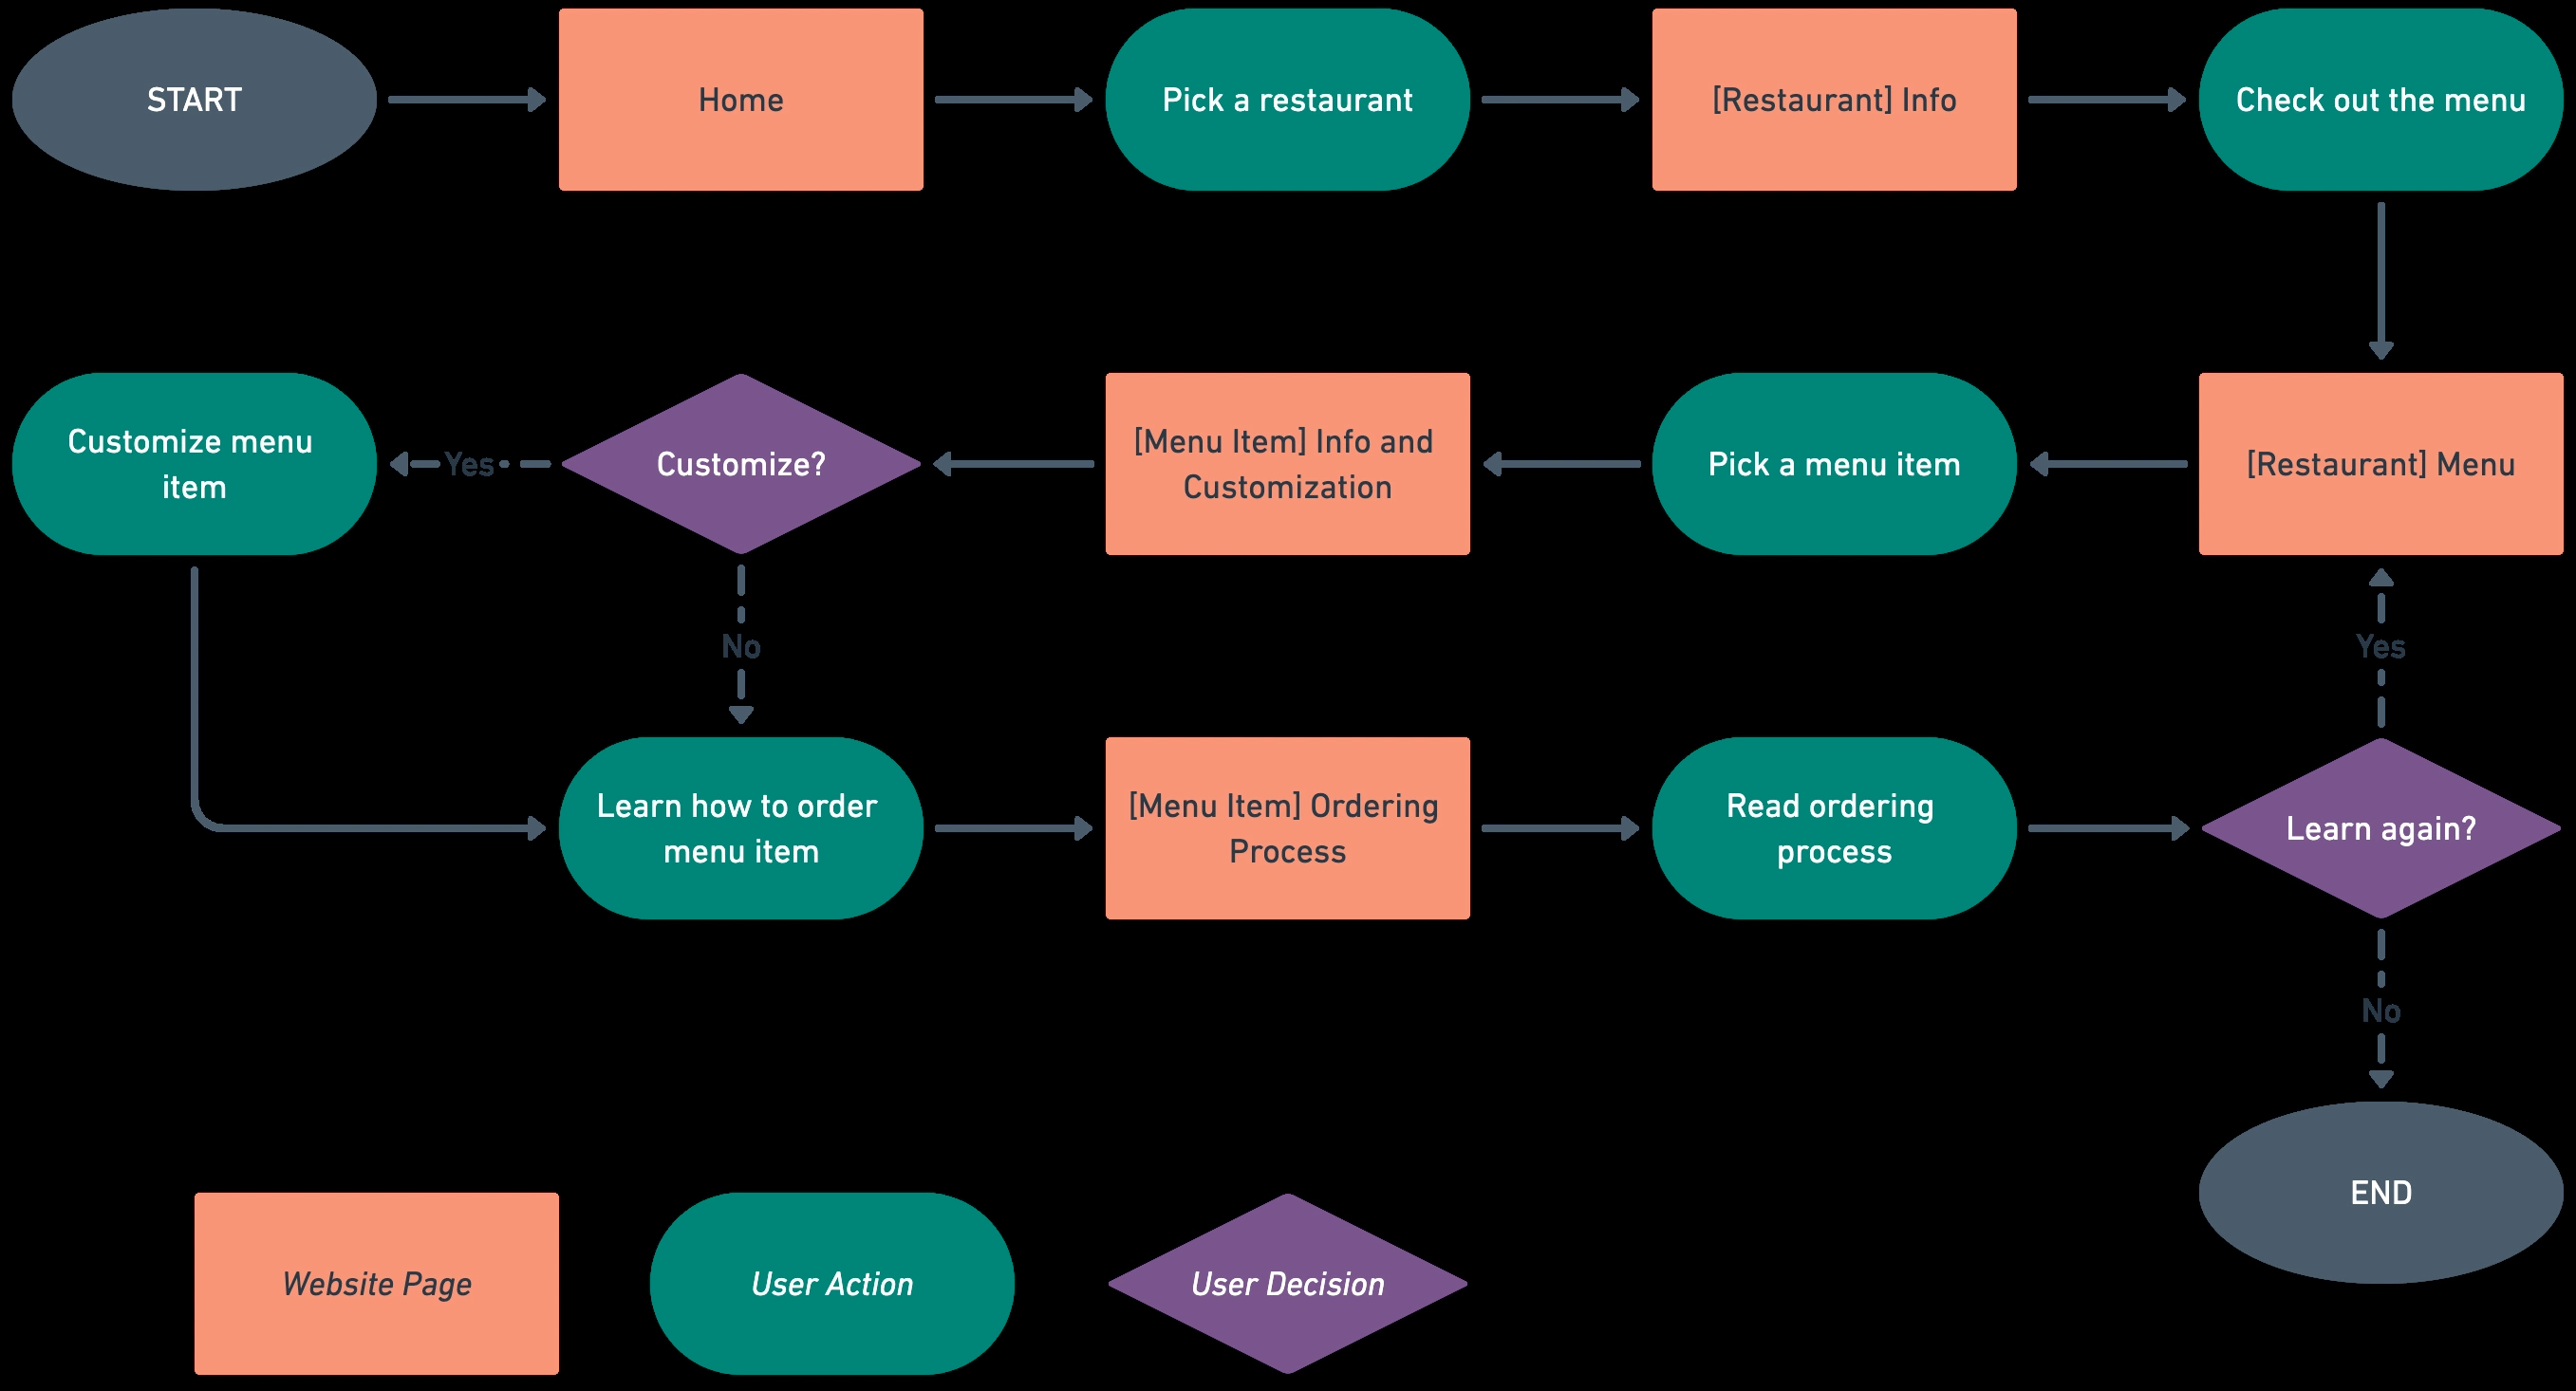 START
Home
Pick a restaurant
[Restaurant] Info
Check out the menu
Customize menu
item
Yes
Customize?
[Menu Item] Info and
Customization
Pick a menu item
[Restaurant] Menu
No
Yes
Learn how to order
menu item
[Menu Item] Ordering
Process
Read ordering
process
Learn again?
No
END
Website Page
User Action
User Decision